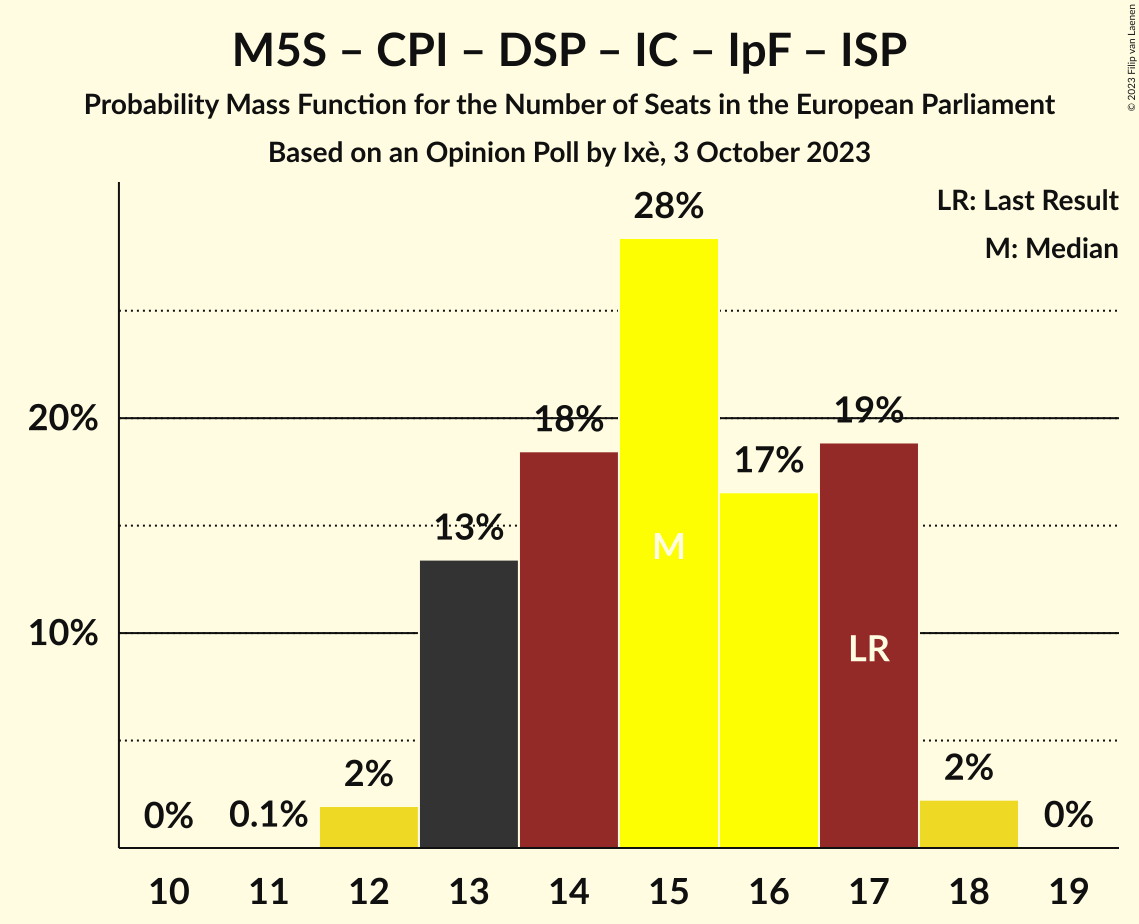 M5S – CPI – DSP – IC – IpF – ISP
Probability Mass Function for the Number of Seats in the European Parliament
Based on an Opinion Poll by Ixè, 3 October 2023
© 2023 Filip van Laenen
LR: Last Result
M: Median
20%
10%
0%
0.1%
2%
13%
18%
28%
17%
19%
2%
0%
M
LR
10 11 12 13 14 15 16 17 18 19